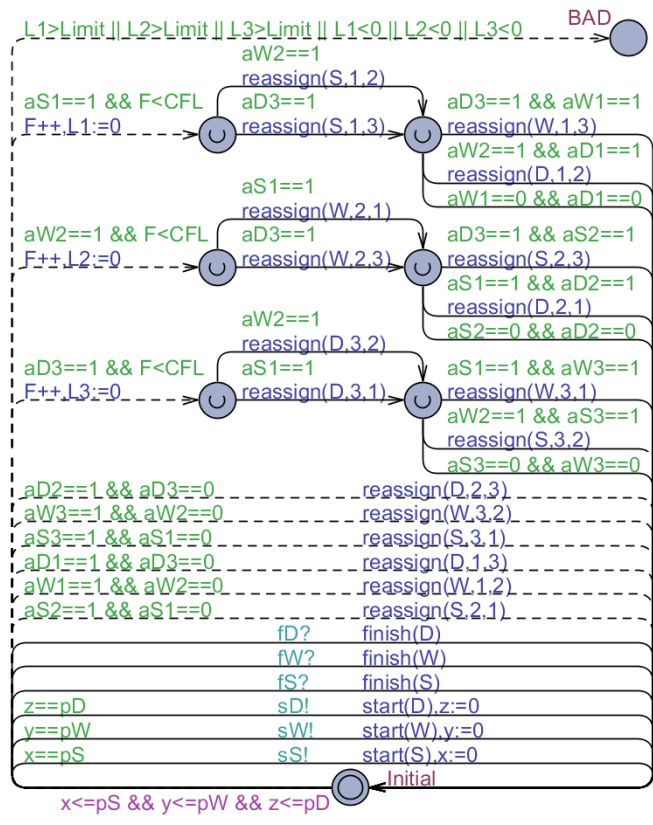 BAD
L1>Limit || L2>Limit || L3>Limit || L1<0 || L2<0 || L3<0
aW2==1
reassign(S,1,2)
aS1==1 && F<CFL aD3==1 aD3==1 && aW1==1
F++,L1:=0 reassign(S,1,3) reassign(W,1,3)
aW2==1 && aD1==1
reassign(D,1,2)
aS1==1 aW1==0 && aD1==0
reassign(W,2,1)
aW2==1 && F<CFL aD3==1 aD3==1 && aS2==1
F++,L2:=0 reassign(W,2,3) reassign(S,2,3)
aS1==1 && aD2==1
reassign(D,2,1)
aW2==1 aS2==0 && aD2==0
reassign(D,3,2)
aD3==1 && F<CFL aS1==1 aS1==1 && aW3==1
F++,L3:=0 reassign(D,3,1) reassign(W,3,1)
aW2==1 && aS3==1
reassign(S,3,2)
aS3==0 && aW3==0
aD2==1 && aD3==0 reassign(D,2,3)
aW3==1 && aW2==0 reassign(W,3,2)
aS3==1 && aS1==0 reassign(S,3,1)
aD1==1 && aD3==0 reassign(D,1,3)
aW1==1 && aW2==0 reassign(W,1,2)
aS2==1 && aS1==0 reassign(S,2,1)
fD? finish(D)
fW? finish(W)
fS? finish(S)
z==pD sD! start(D),z:=0
y==pW sW! start(W),y:=0
x==pS sS! start(S),x:=0
Initial
x<=pS && y<=pW && z<=pD